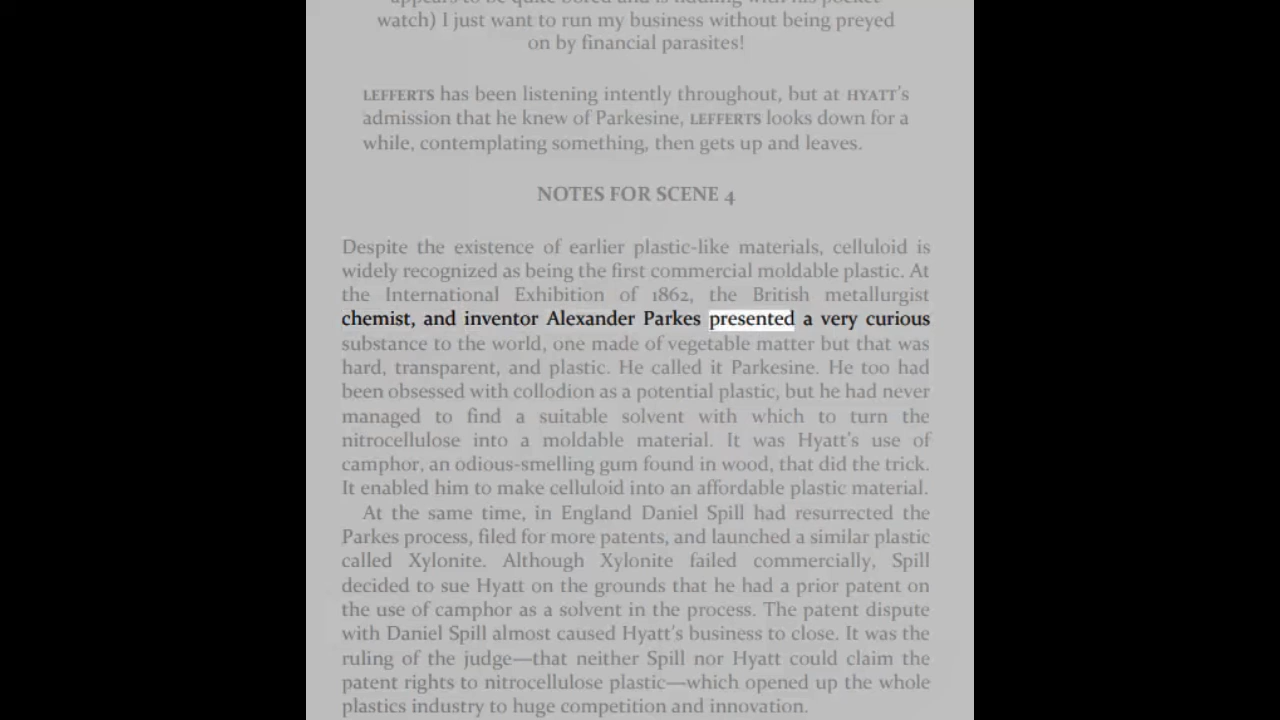 appears to be quite bored and is fiddling with his pocket
watch) I just want to run my business without being preyed
on by financial parasites!
LEFFERTS has been listening intently throughout, but at HYATT's
admission that he knew of Parkesine, LEFFERTS looks down for a
while, contemplating something, then gets up and leaves.
NOTES FOR SCENE 4
Despite the existence of earlier plastic-like materials, celluloid is
widely recognized as being the first commercial moldable plastic. At
the International Exhibition of 1862, the British metallurgist
chemist, and inventor Alexander Parkes presented a very curious
substance to the world, one made of vegetable matter but that was
hard, transparent, and plastic. He called it Parkesine. He too had
been obsessed with collodion as a potential plastic, but he had never
managed to find a suitable solvent with which to turn the
nitrocellulose into a moldable material. It was Hyatt's use of
camphor, an odious-smelling gum found in wood, that did the trick.
It enabled him to make celluloid into an affordable plastic material.
At the same time, in England Daniel Spill had resurrected the
Parkes process, filed for more patents, and launched a similar plastic
called Xylonite. Although Xylonite failed commercially, Spill
decided to sue Hyatt on the grounds that he had a prior patent on
the use of camphor as a solvent in the process. The patent dispute
with Daniel Spill almost caused Hyatt's business to close. It was the
ruling of the judge—that neither Spill nor Hyatt could claim the
patent rights to nitrocellulose plastic—which opened up the whole
plastics industry to huge competition and innovation.